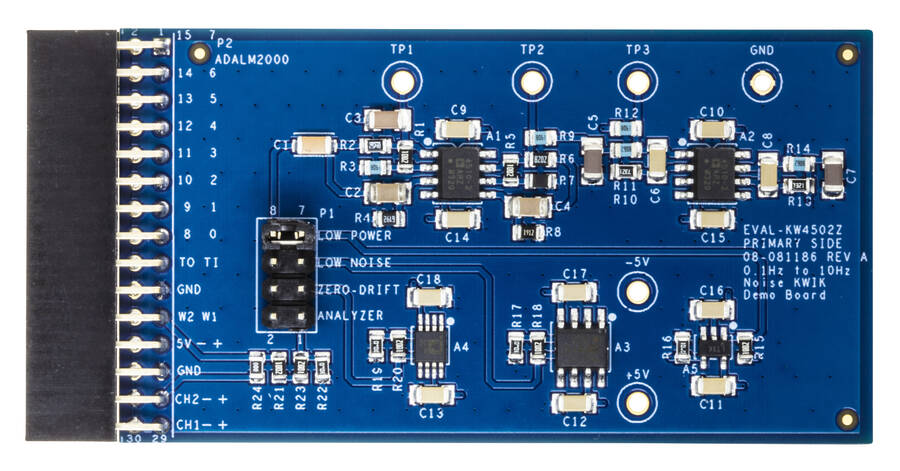 2 1 15 7
P2
ADALM2000
14 6
13 5
12 4
11 3
10 2
9 1
8 0
TO TI
GND
W2 W1
5V - +
GND
CH2 - +
CH1 - +
30 29
TP1
TP2
TP3
GND
C3
R1
C9
A1
R2
R3
C1
C2
R4
2649
C14
R5
R9
8202
R6
R7
C4
R8
1912
C5
R12
R11
R10
C6
C10
A2
C8
R14
R13
C7
C15
8 7 P1
LOW POWER
LOW NOISE
ZERO-DRIFT
ANALYZER
2 1
R24
R21
R23
R22
C18
A4
R19
R20
C13
C17
R17
R18
A3
C12
-5V
+5V
C16
R16
R15
A5
C11
EVAL-KW4502Z
PRIMARY SIDE
08-081186 REV A
0.1Hz to 10Hz
Noise KWIK
Demo Board